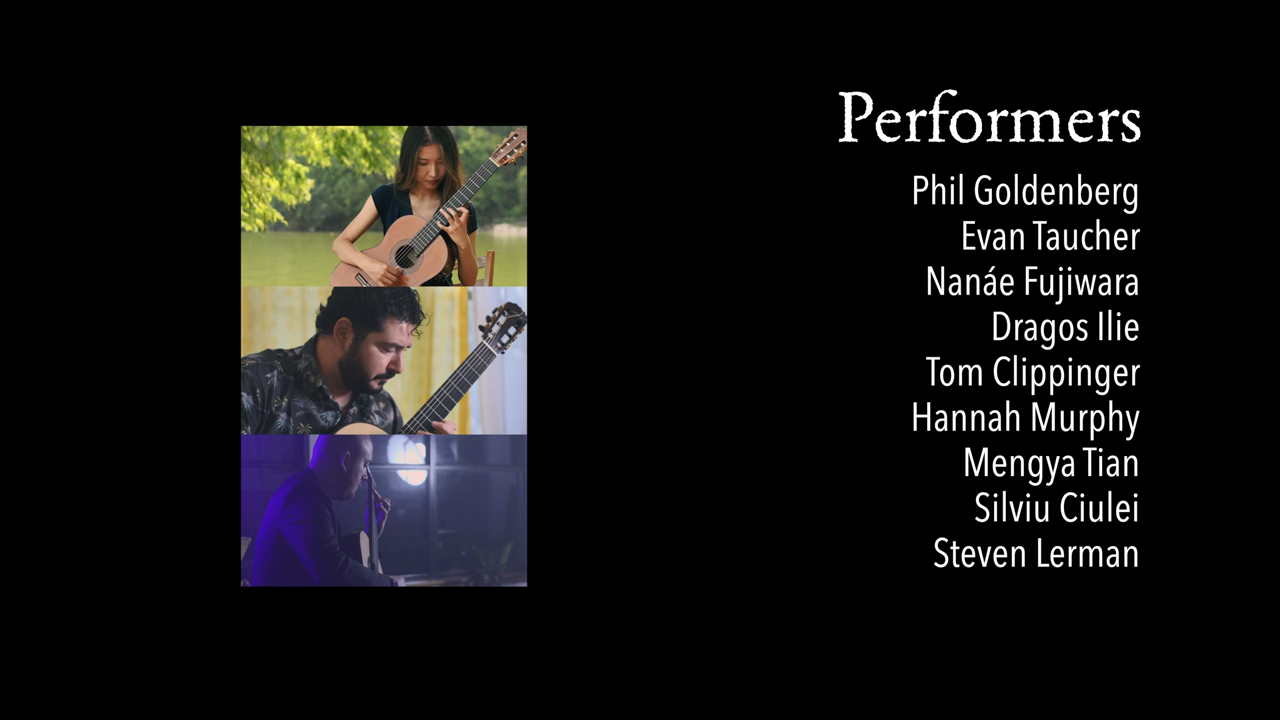 Performers
Phil Goldenberg
Evan Taucher
Nanáe Fujiwara
Dragos Ilie
Tom Clippinger
Hannah Murphy
Mengya Tian
Silviu Ciulei
Steven Lerman